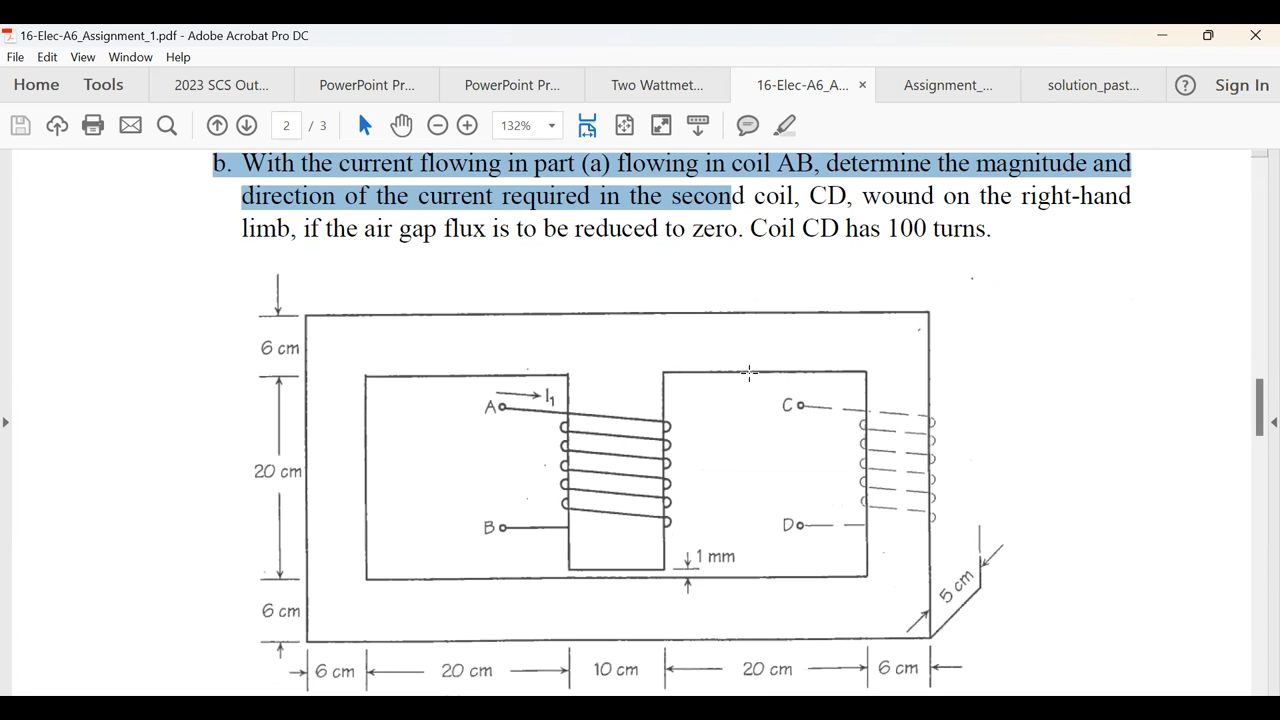 16-Elec-A6_Assignment_1.pdf - Adobe Acrobat Pro DC
File Edit View Window Help
Home Tools 2023 SCS Out... PowerPoint Pr... PowerPoint Pr... Two Wattmet... 16-Elec-A6_A... × Assignment_... solution_past... ? Sign In
2 / 3 132%
b. With the current flowing in part (a) flowing in coil AB, determine the magnitude and
direction of the current required in the second coil, CD, wound on the right-hand
limb, if the air gap flux is to be reduced to zero. Coil CD has 100 turns.
6 cm
A I₁ C
20 cm
B D
1 mm
6 cm
5 cm
6 cm 20 cm 10 cm 20 cm 6 cm